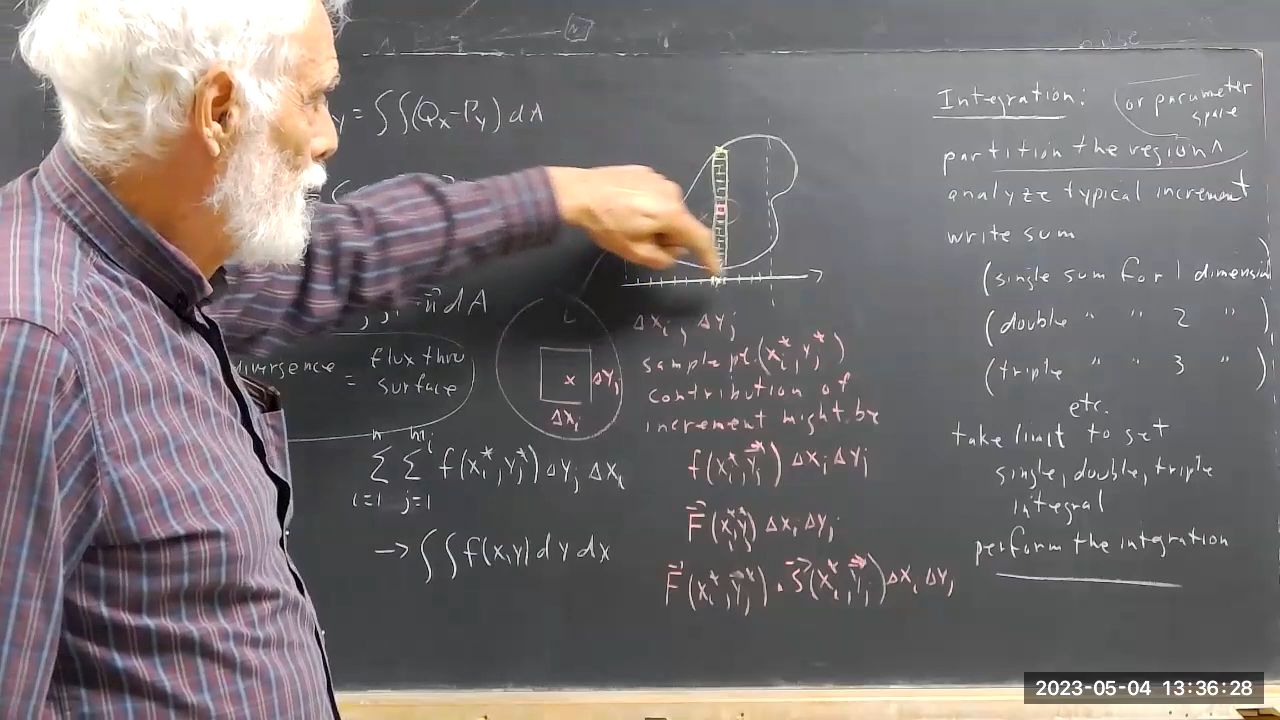 y = ∫∫(Qx-Py) dA
n⃗ dA
flux thru
= surface
n mi
Σ Σ f(xi*, yj*) Δyj Δxi
i=1 j=1
→ ∫∫ f(x,y) dy dx
Δyj
Δxi
Δxi, Δyj
sample pt. (xi*, yj*)
contribution of
increment might be
f(xi*, yj*) Δxi Δyj
F⃗(xi*, yj*) Δxi Δyj
F⃗(xi*, yj*) · S⃗(xi*, yj*) Δxi Δyj
Integration: (or parameter
space
partition the region ^
analyze typical increment
write sum
(single sum for 1 dimension)
(double " " 2 " )
(triple " " 3 " )
etc.
take limit to get
single, double, triple
integral
perform the integration
2023-05-04 13:36:28